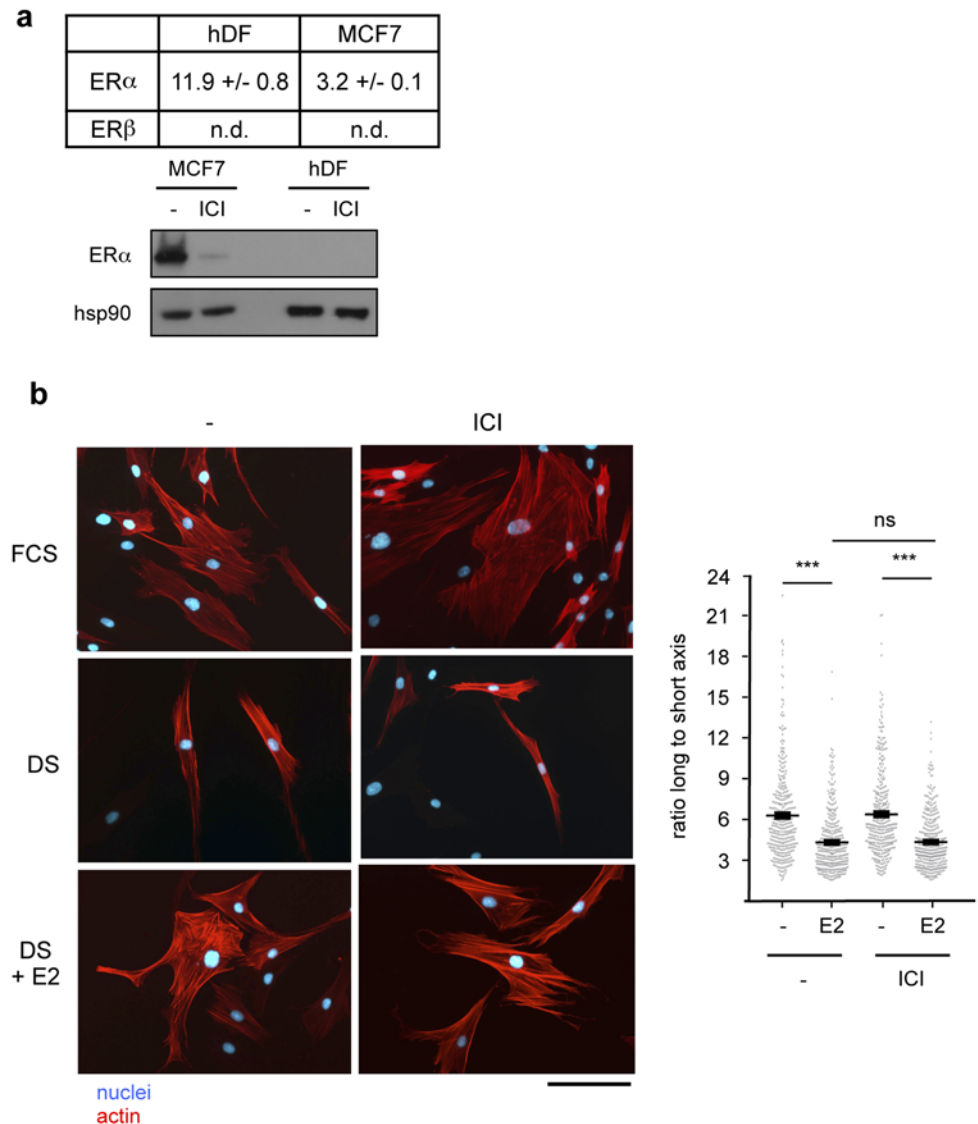 a
hDF MCF7
ERα 11.9 +/- 0.8 3.2 +/- 0.1
ERβ n.d. n.d.
MCF7 hDF
- ICI - ICI
ERα
hsp90
b
- ICI
FCS
DS
DS
+ E2
nuclei
actin
ns
*** ***
24
21
18
15
12
9
6
3
ratio long to short axis
- E2 - E2
- ICI